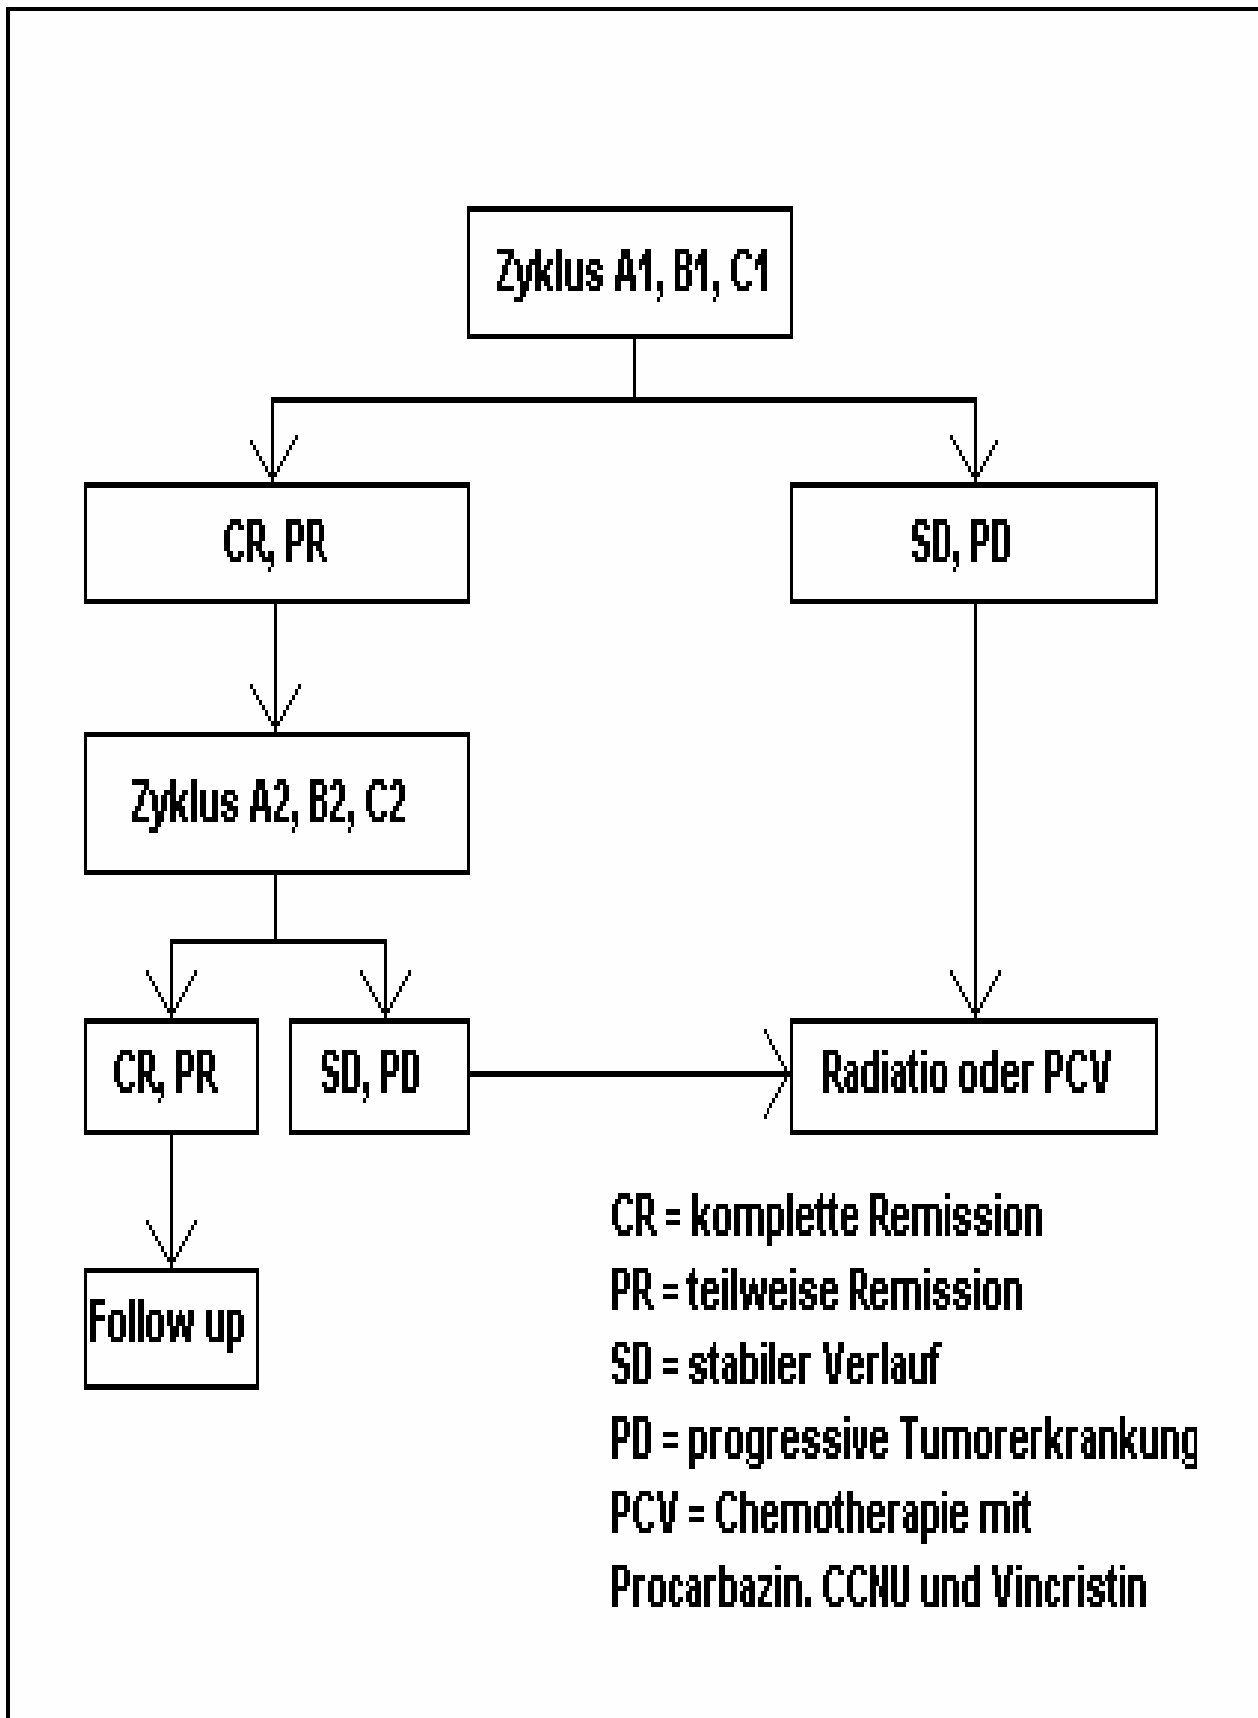 Zyklus A1, B1, C1
CR, PR
SD, PD
Zyklus A2, B2, C2
CR, PR
SD, PD
Radiatio oder PCV
Follow up
CR = komplette Remission
PR = teilweise Remission
SD = stabiler Verlauf
PD = progressive Tumorerkrankung
PCV = Chemotherapie mit
Procarbazin. CCNU und Vincristin